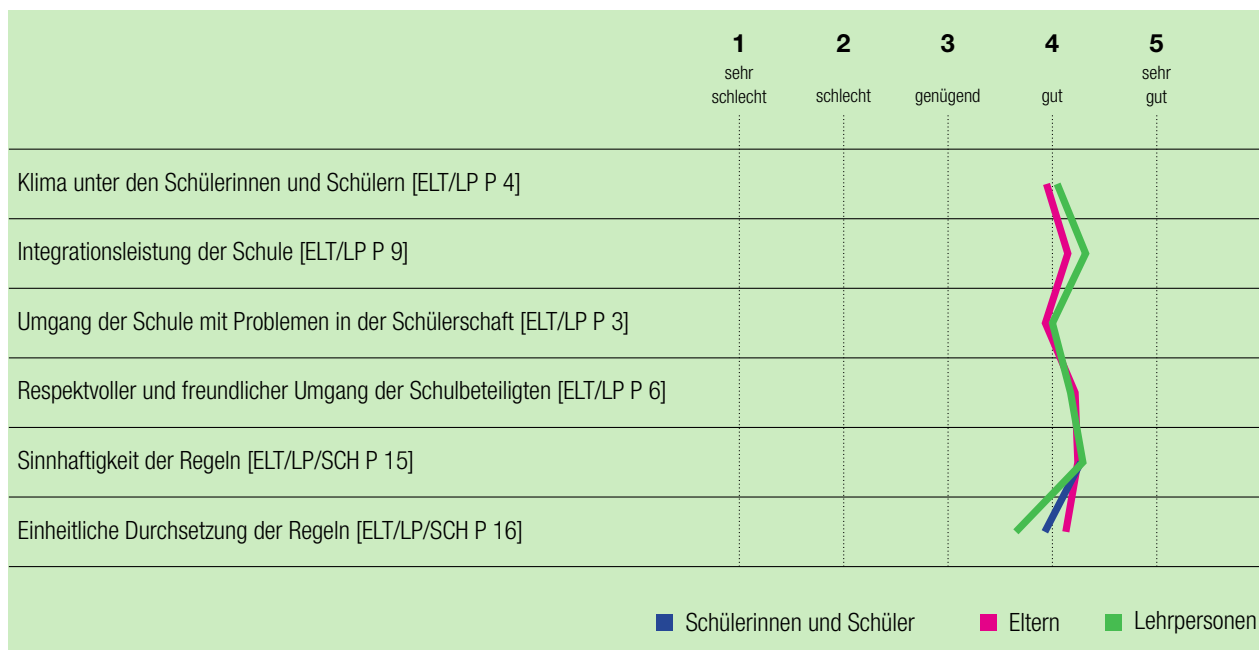 1 2 3 4 5
sehr schlecht schlecht genügend gut sehr gut
Klima unter den Schülerinnen und Schülern [ELT/LP P 4]
Integrationsleistung der Schule [ELT/LP P 9]
Umgang der Schule mit Problemen in der Schülerschaft [ELT/LP P 3]
Respektvoller und freundlicher Umgang der Schulbeteiligten [ELT/LP P 6]
Sinnhaftigkeit der Regeln [ELT/LP/SCH P 15]
Einheitliche Durchsetzung der Regeln [ELT/LP/SCH P 16]
Schülerinnen und Schüler Eltern Lehrpersonen